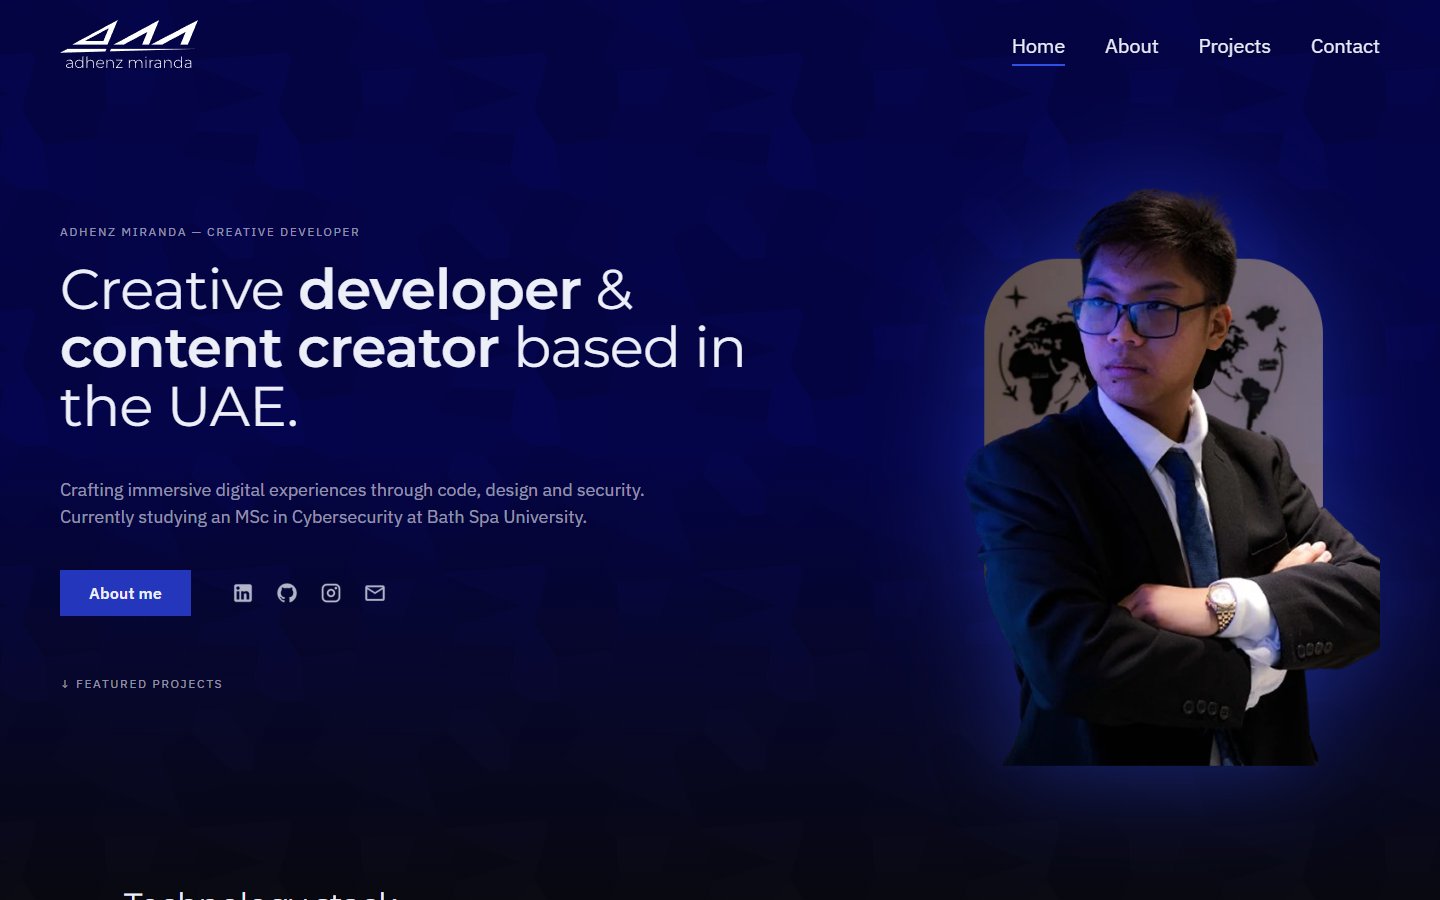 adhenz miranda
Home
About
Projects
Contact
ADHENZ MIRANDA — CREATIVE DEVELOPER
Creative developer &
content creator based in
the UAE.
Crafting immersive digital experiences through code, design and security.
Currently studying an MSc in Cybersecurity at Bath Spa University.
About me
↓ FEATURED PROJECTS
Technology stack